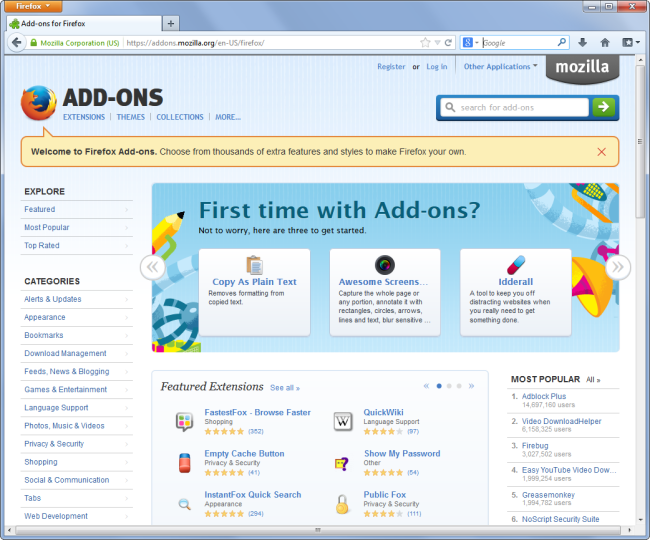 Firefox
Add-ons for Firefox
Mozilla Corporation (US)
https://addons.mozilla.org/en-US/firefox/
Google
Register or Log In
Other Applications
mozilla
ADD-ONS
EXTENSIONS | THEMES | COLLECTIONS | MORE...
search for add-ons
Welcome to Firefox Add-ons. Choose from thousands of extra features and styles to make Firefox your own.
EXPLORE
Featured
Most Popular
Top Rated
CATEGORIES
Alerts & Updates
Appearance
Bookmarks
Download Management
Feeds, News & Blogging
Games & Entertainment
Language Support
Photos, Music & Videos
Privacy & Security
Shopping
Social & Communication
Tabs
Web Development
First time with Add-ons?
Not to worry, here are three to get started.
Copy As Plain Text
Removes formatting from
copied text.
Awesome Screens...
Capture the whole page or
any portion, annotate it with
rectangles, circles, arrows,
lines and text, blur sensitive ...
Idderall
A tool to keep you off
distracting websites when
you really need to get
something done.
Featured Extensions See all »
FastestFox - Browse Faster
Shopping
(352)
QuickWiki
Language Support
(97)
Empty Cache Button
Privacy & Security
(41)
Show My Password
Other
(54)
InstantFox Quick Search
Appearance
(294)
Public Fox
Privacy & Security
(111)
MOST POPULAR All »
1. Adblock Plus
14,697,160 users
2. Video DownloadHelper
6,158,325 users
3. Firebug
3,027,502 users
4. Easy YouTube Video Dow...
1,999,254 users
5. Greasemonkey
1,994,782 users
6. NoScript Security Suite